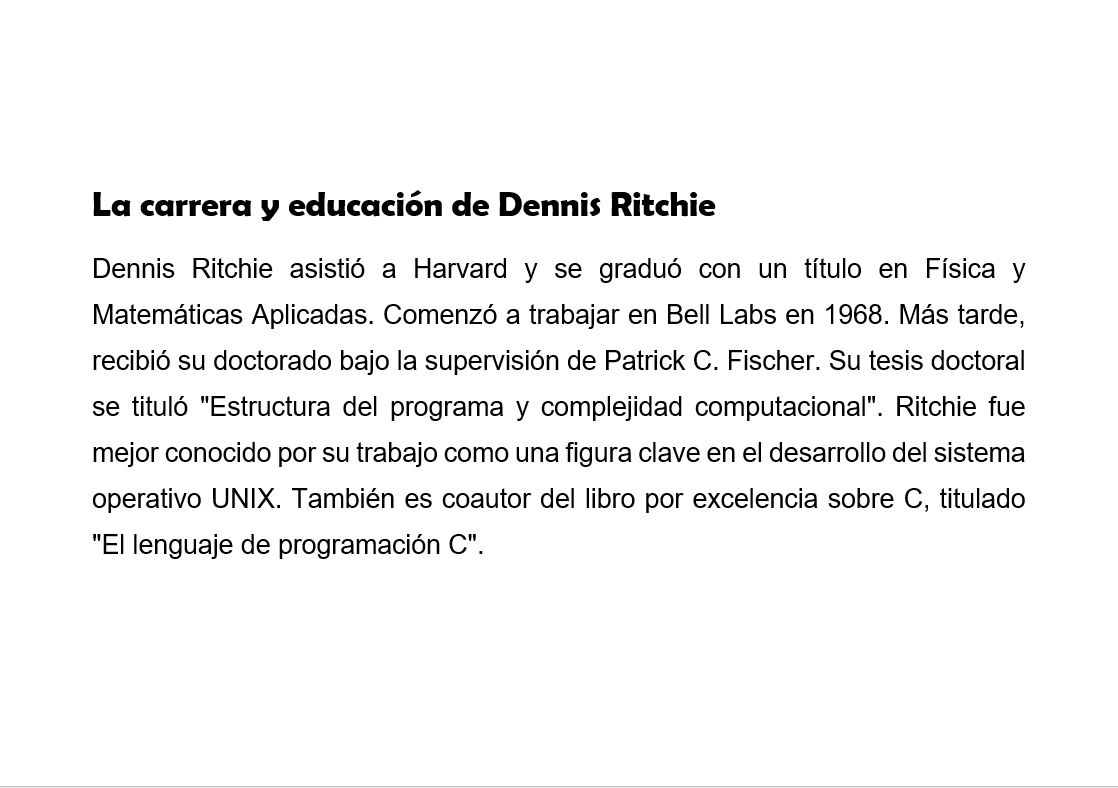 La carrera y educación de Dennis Ritchie
Dennis Ritchie asistió a Harvard y se graduó con un título en Física y
Matemáticas Aplicadas. Comenzó a trabajar en Bell Labs en 1968. Más tarde,
recibió su doctorado bajo la supervisión de Patrick C. Fischer. Su tesis doctoral
se tituló "Estructura del programa y complejidad computacional". Ritchie fue
mejor conocido por su trabajo como una figura clave en el desarrollo del sistema
operativo UNIX. También es coautor del libro por excelencia sobre C, titulado
"El lenguaje de programación C".